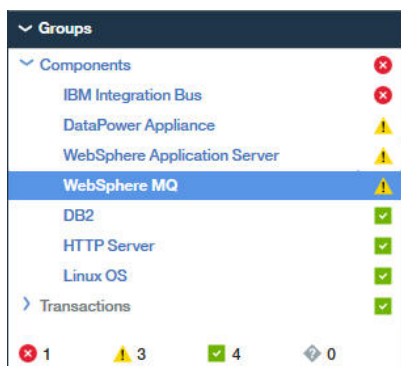 Groups
Components
IBM Integration Bus
DataPower Appliance
WebSphere Application Server
WebSphere MQ
DB2
HTTP Server
Linux OS
Transactions
1 3 4 0